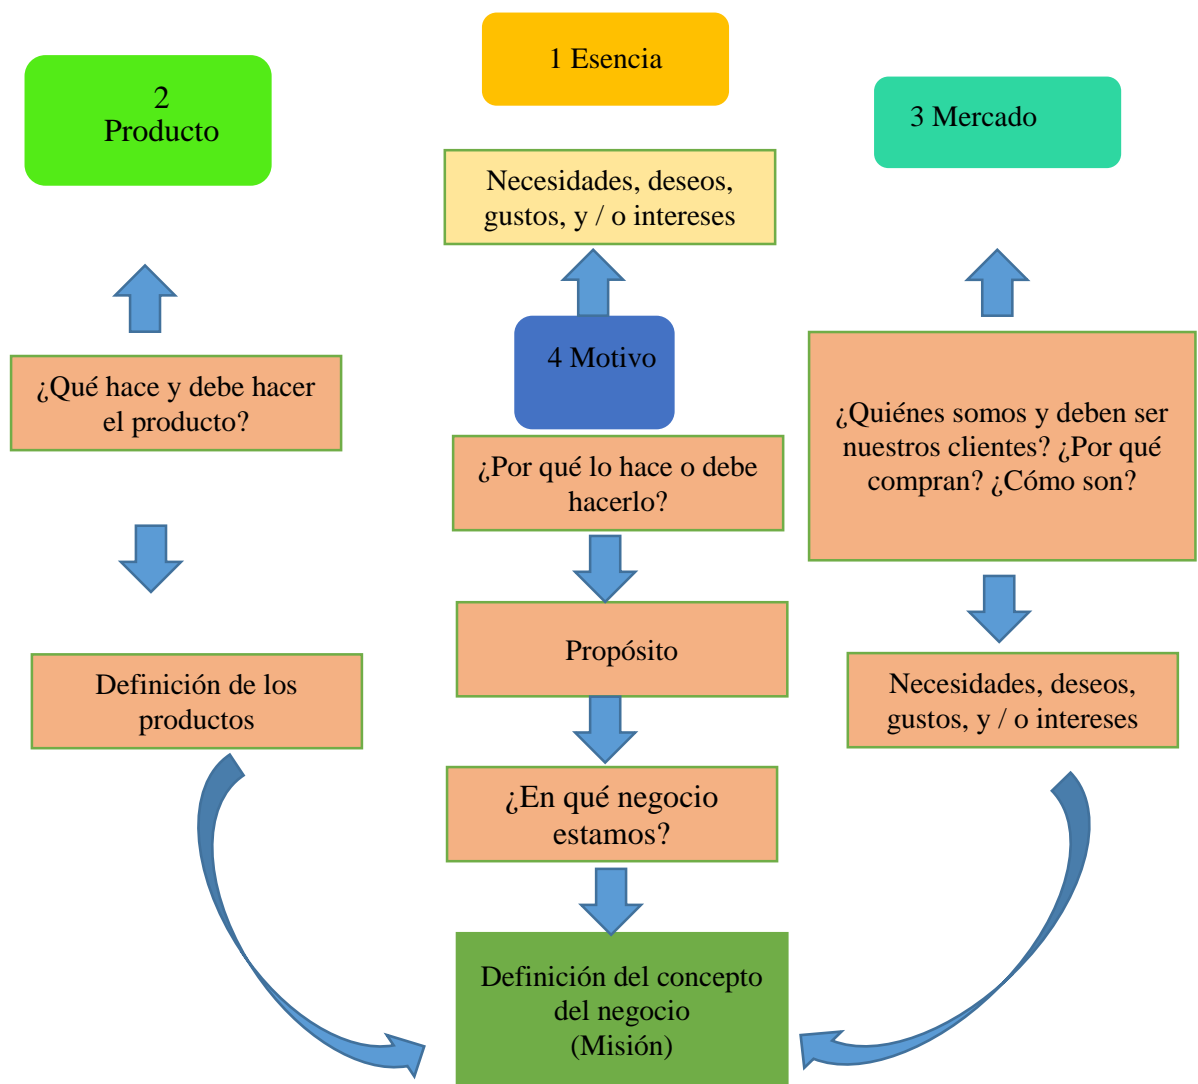 1 Esencia
2
Producto
3 Mercado
Necesidades, deseos,
gustos, y / o intereses
4 Motivo
¿Qué hace y debe hacer
el producto?
¿Por qué lo hace o debe
hacerlo?
¿Quiénes somos y deben ser
nuestros clientes? ¿Por qué
compran? ¿Cómo son?
Propósito
Definición de los
productos
Necesidades, deseos,
gustos, y / o intereses
¿En qué negocio
estamos?
Definición del concepto
del negocio
(Misión)